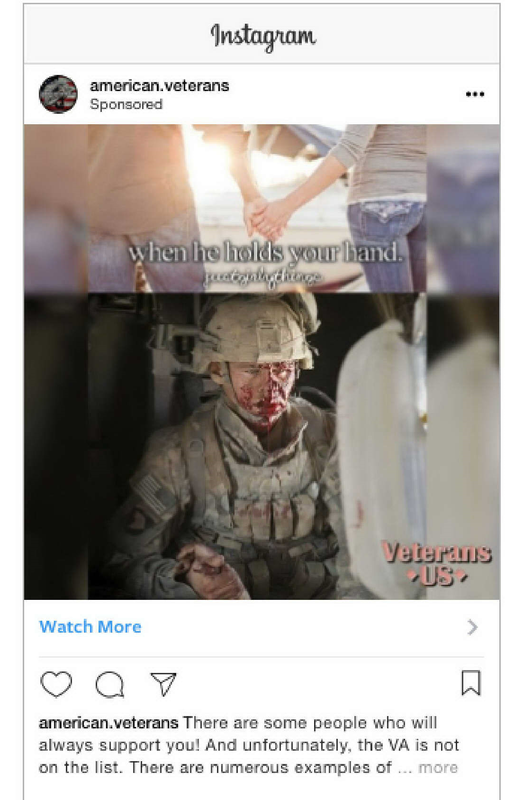 Instagram
american.veterans
Sponsored
when he holds your hand.
justgirlythings
Veterans
US
Watch More
american.veterans There are some people who will
always support you! And unfortunately, the VA is not
on the list. There are numerous examples of ... more